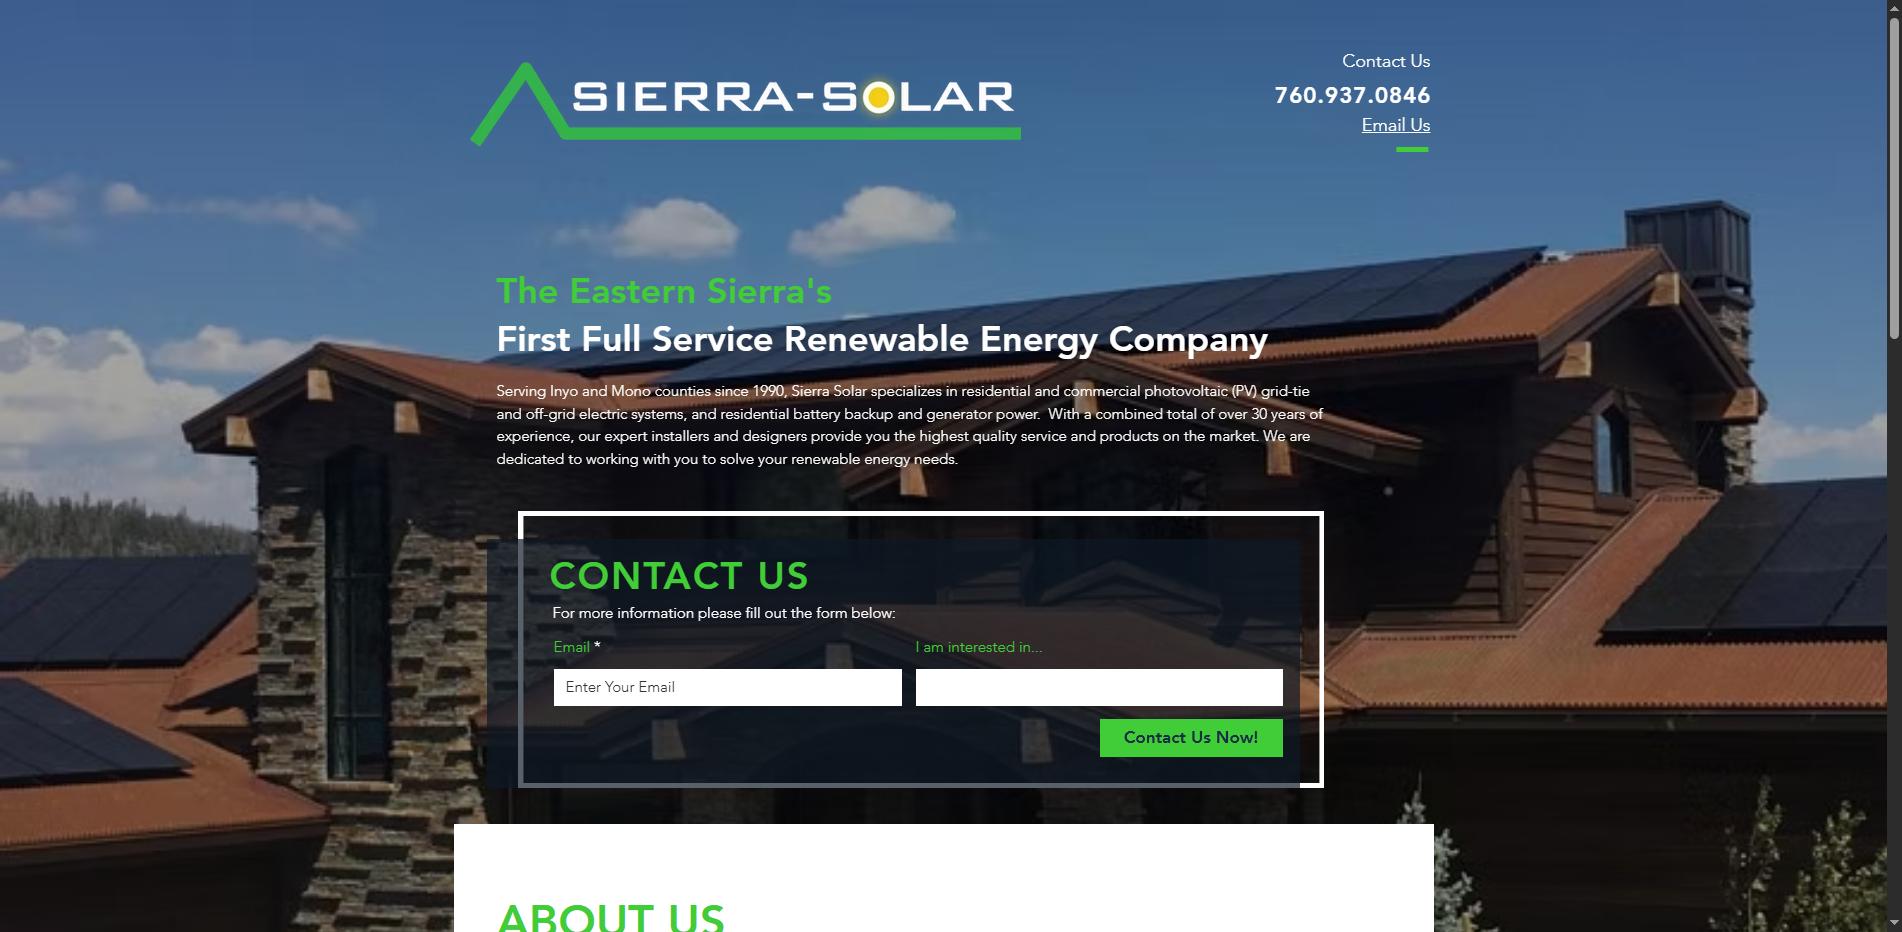 SIERRA-SOLAR
Contact Us
760.937.0846
Email Us
The Eastern Sierra's
First Full Service Renewable Energy Company
Serving Inyo and Mono counties since 1990, Sierra Solar specializes in residential and commercial photovoltaic (PV) grid-tie
and off-grid electric systems, and residential battery backup and generator power.  With a combined total of over 30 years of
experience, our expert installers and designers provide you the highest quality service and products on the market. We are
dedicated to working with you to solve your renewable energy needs.
CONTACT US
For more information please fill out the form below:
Email *
I am interested in...
Enter Your Email
Contact Us Now!
ABOUT US